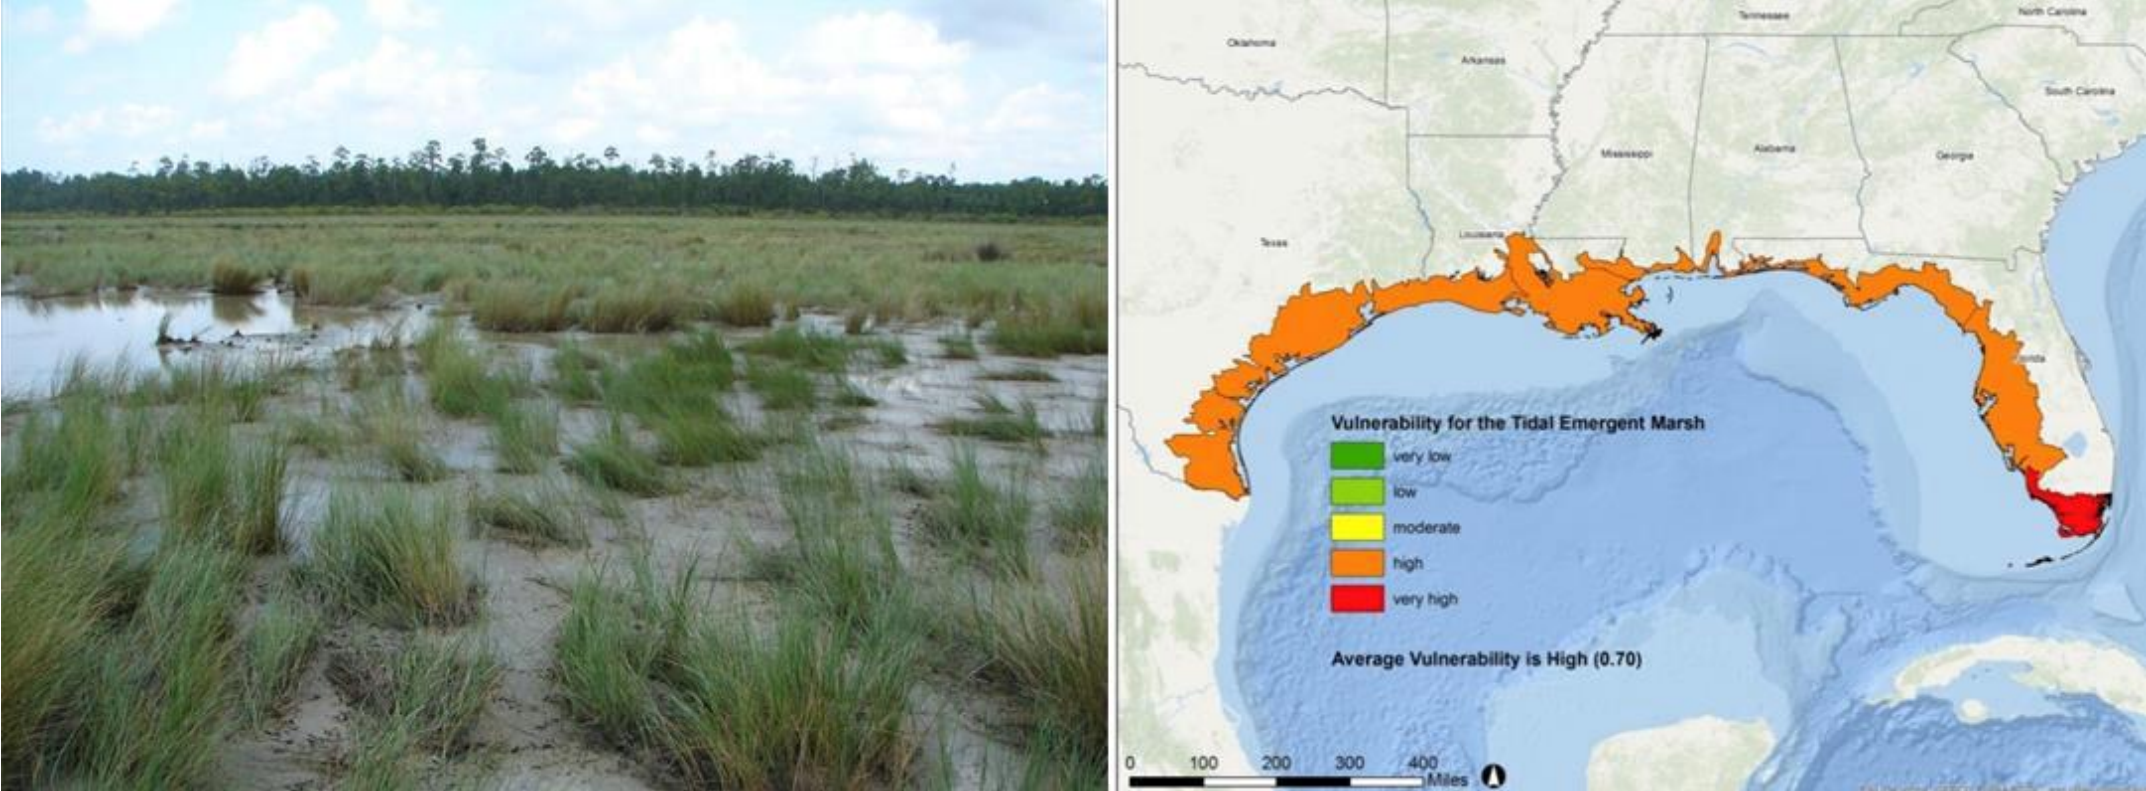 Tennessee
North Carolina
Oklahoma
Arkansas
South Carolina
Mississippi
Alabama
Georgia
Louisiana
Texas
Florida
Vulnerability for the Tidal Emergent Marsh
very low
low
moderate
high
very high
Average Vulnerability is High (0.70)
0 100 200 300 400
Miles